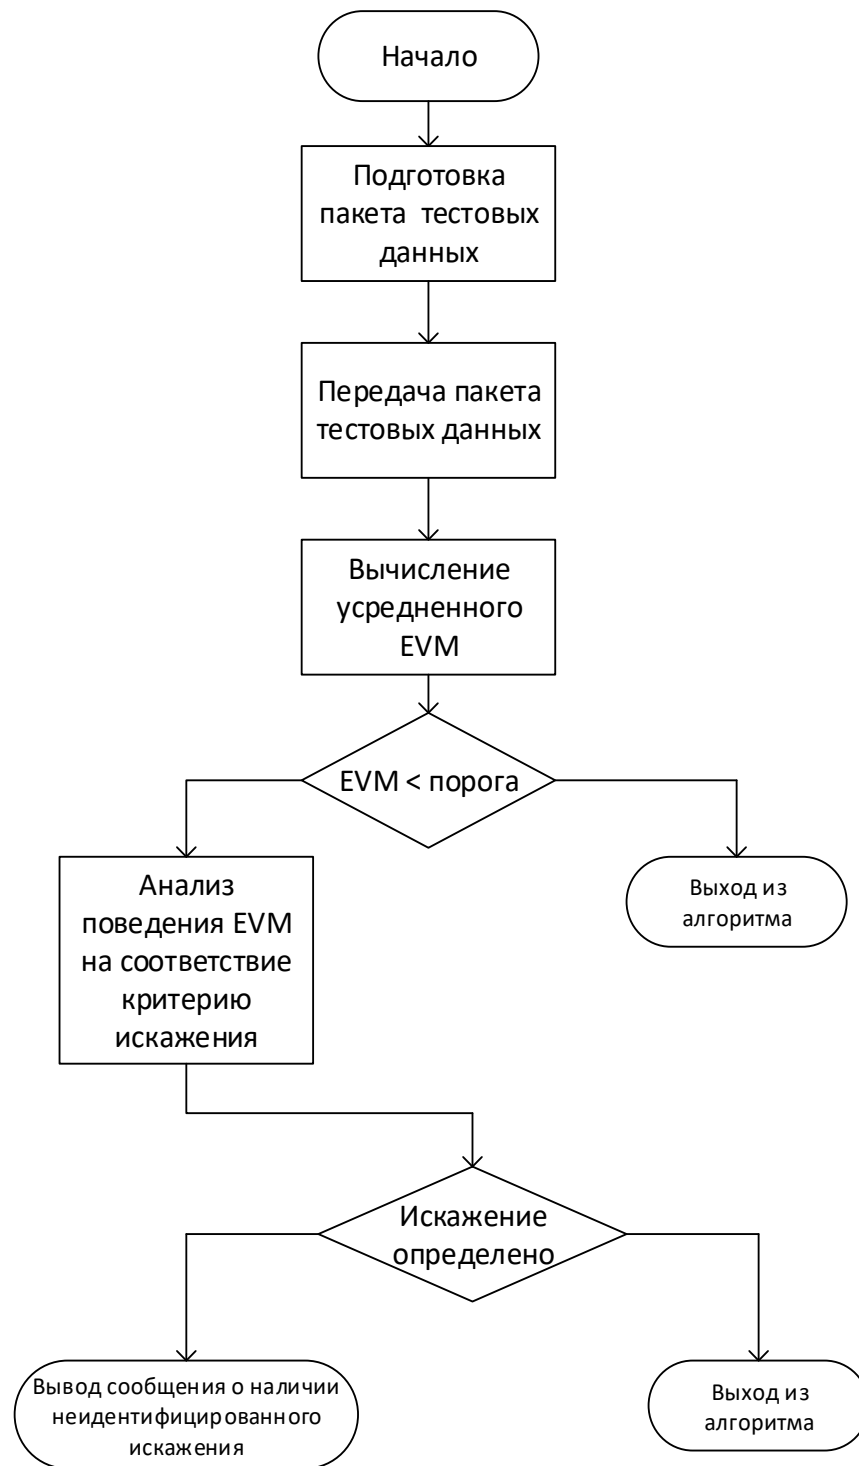 Начало
Подготовка
пакета тестовых
данных
Передача пакета
тестовых данных
Вычисление
усредненного
EVM
EVM < порога
Анализ
поведения EVM
на соответствие
критерию
искажения
Выход из
алгоритма
Искажение
определено
Вывод сообщения о наличии
неидентифицированного
искажения
Выход из
алгоритма